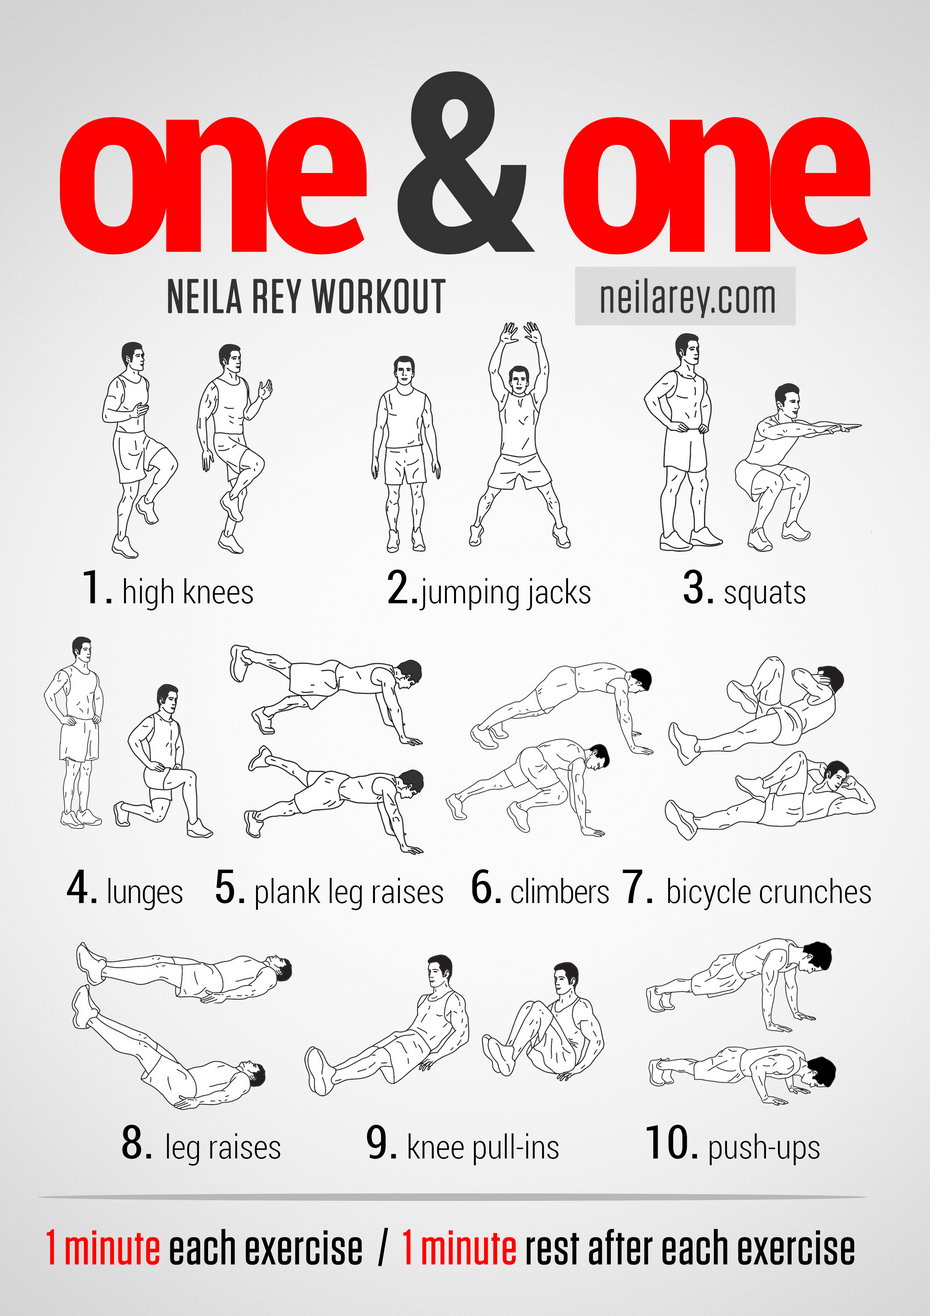 one & one
NEILA REY WORKOUT neilarey.com
1. high knees 2.jumping jacks 3. squats
4. lunges 5. plank leg raises 6. climbers 7. bicycle crunches
8. leg raises 9. knee pull-ins 10. push-ups
1 minute each exercise / 1 minute rest after each exercise